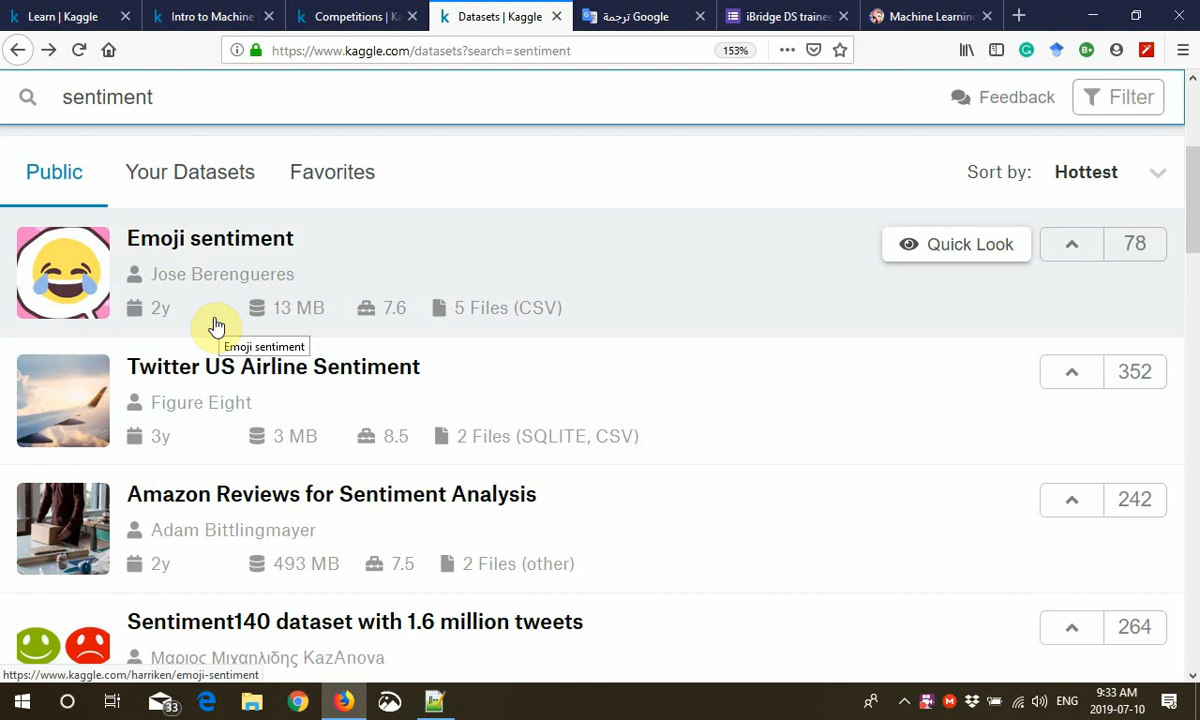 Learn | Kaggle
Intro to Machine
Competitions | Ka
Datasets | Kaggle
ترجمة Google
iBridge DS trainee
Machine Learning
https://www.kaggle.com/datasets?search=sentiment
153%
sentiment
Feedback
Filter
Public
Your Datasets
Favorites
Sort by:
Hottest
Emoji sentiment
Quick Look
78
Jose Berengueres
2y
13 MB
7.6
5 Files (CSV)
Emoji sentiment
Twitter US Airline Sentiment
352
Figure Eight
3y
3 MB
8.5
2 Files (SQLITE, CSV)
Amazon Reviews for Sentiment Analysis
242
Adam Bittlingmayer
2y
493 MB
7.5
2 Files (other)
Sentiment140 dataset with 1.6 million tweets
264
Μαριος Μιχαηλιδης KazAnova
https://www.kaggle.com/harriken/emoji-sentiment
33
ENG
9:33 AM
2019-07-10